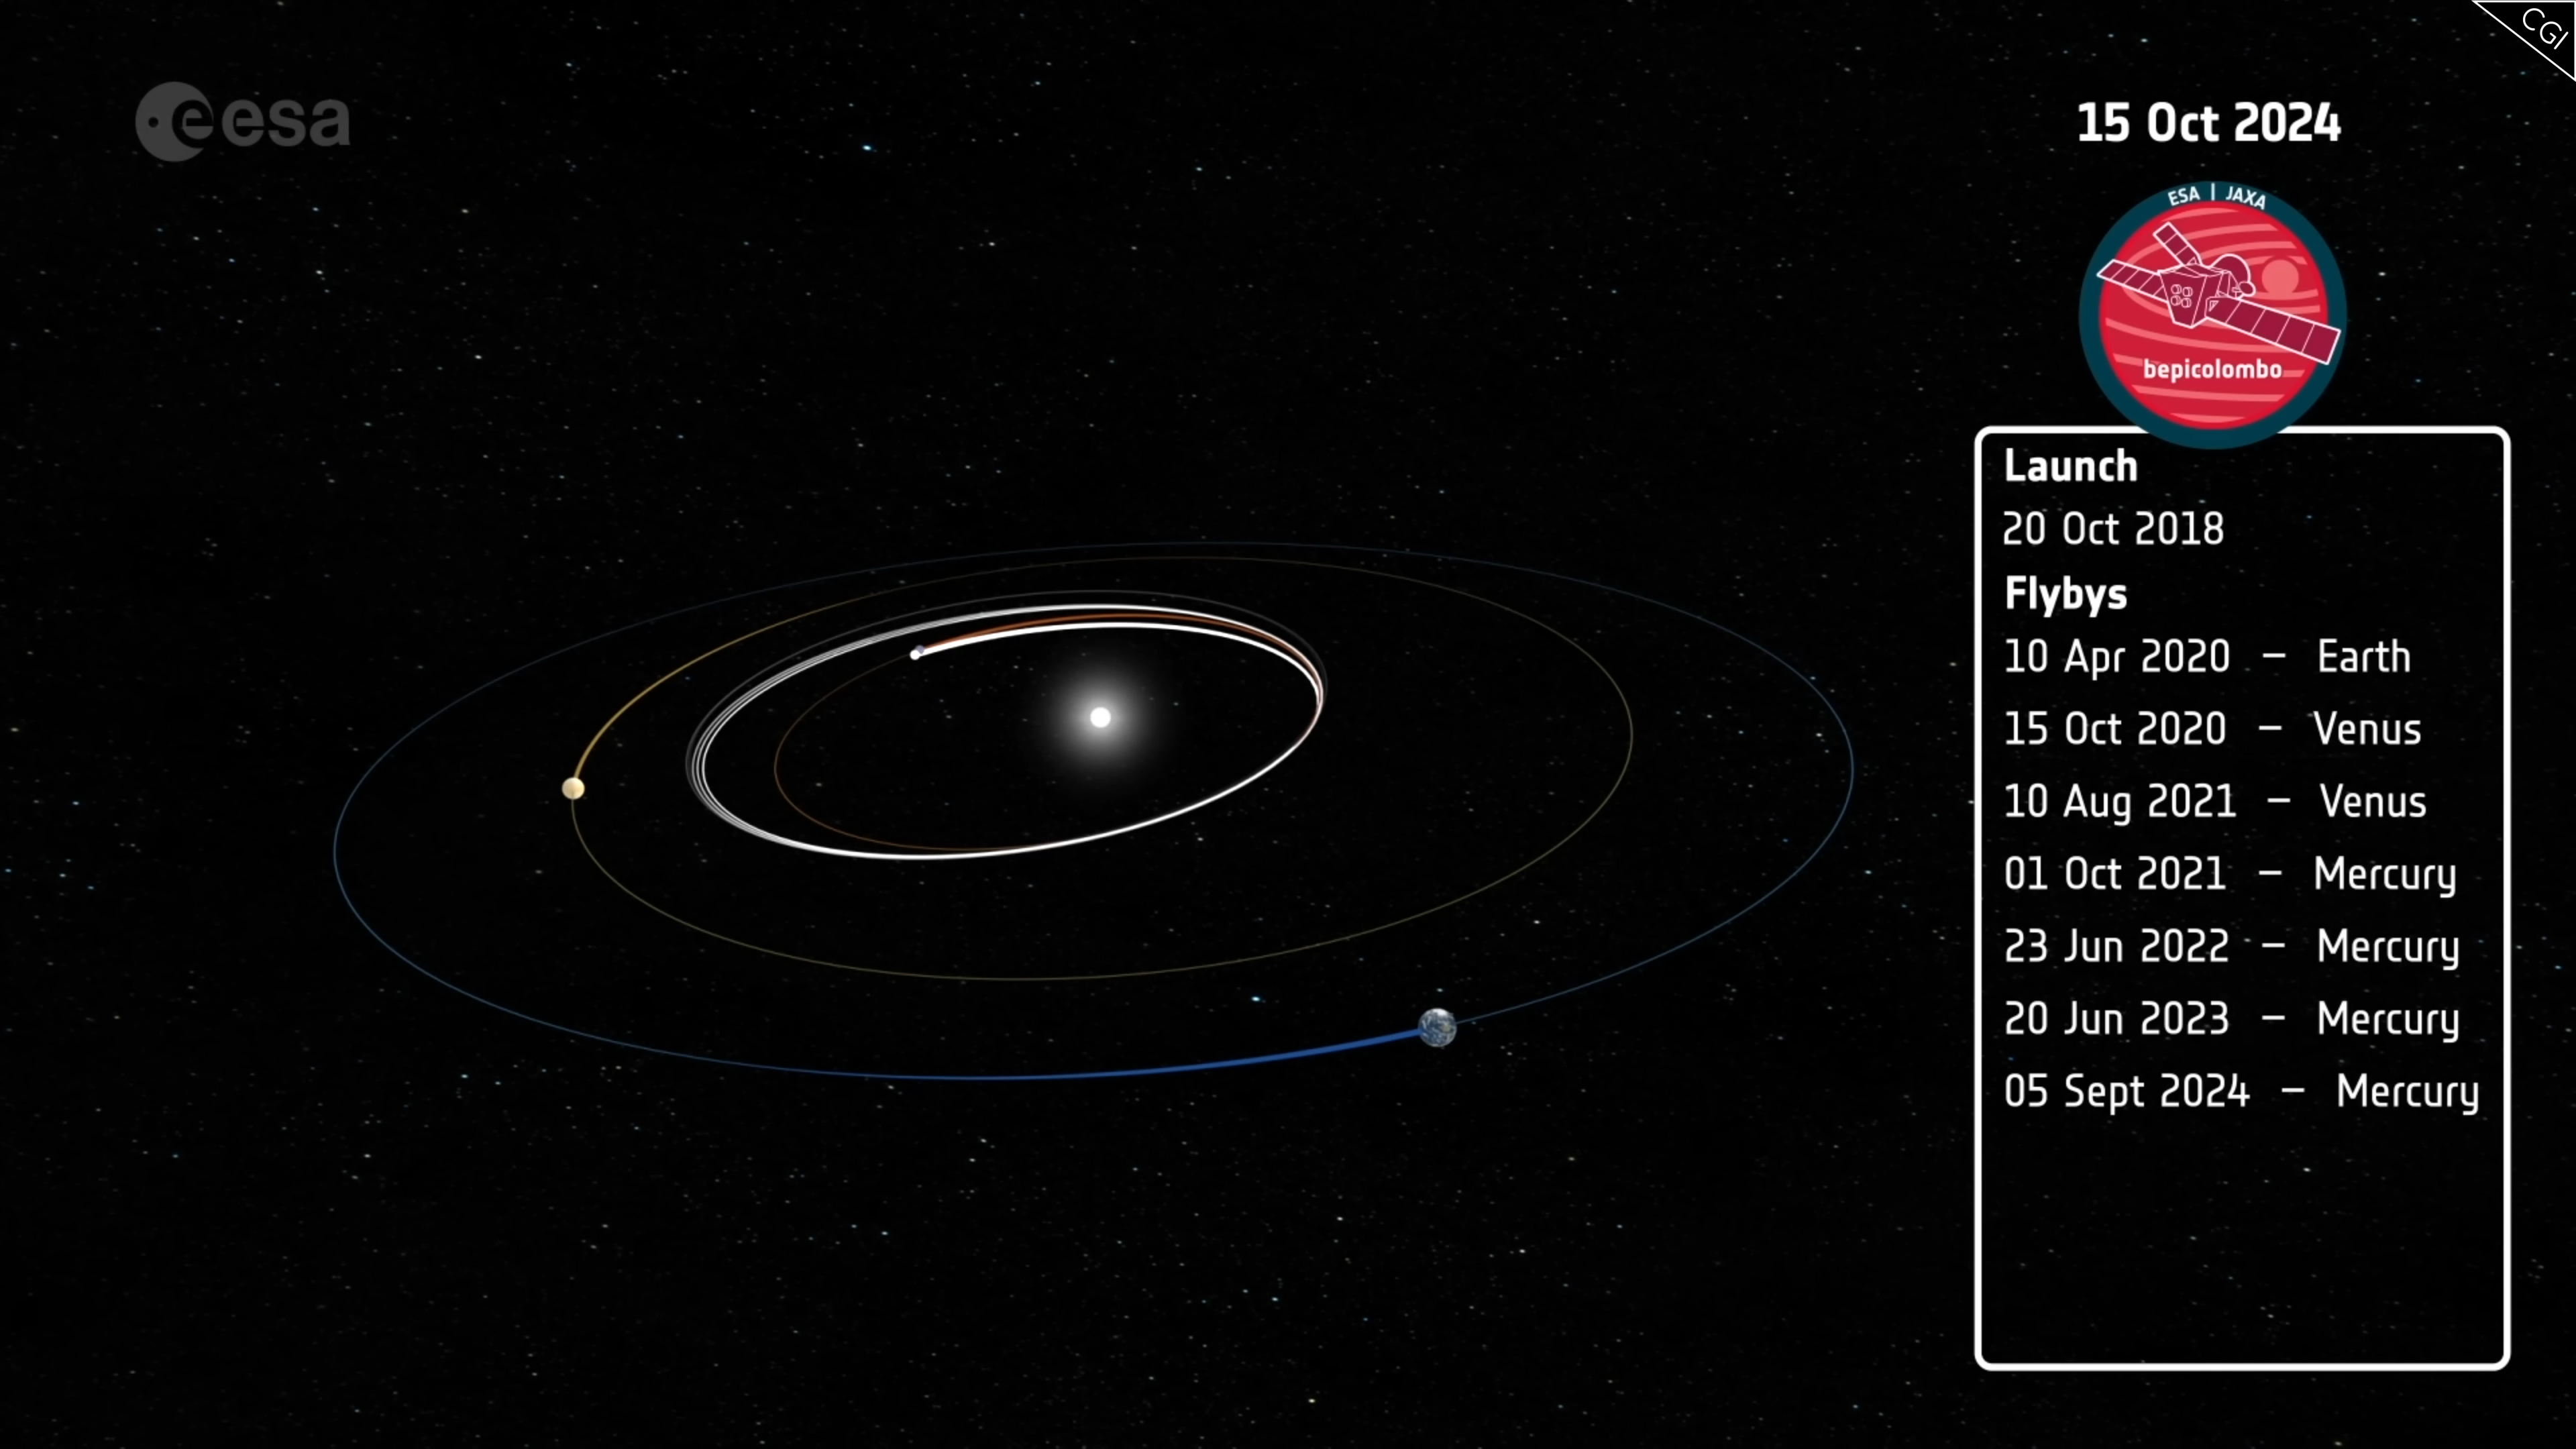 CGI
esa
15 Oct 2024
ESA | JAXA
bepicolombo
Launch
20 Oct 2018
Flybys
10 Apr 2020 – Earth
15 Oct 2020 – Venus
10 Aug 2021 – Venus
01 Oct 2021 – Mercury
23 Jun 2022 – Mercury
20 Jun 2023 – Mercury
05 Sept 2024 – Mercury